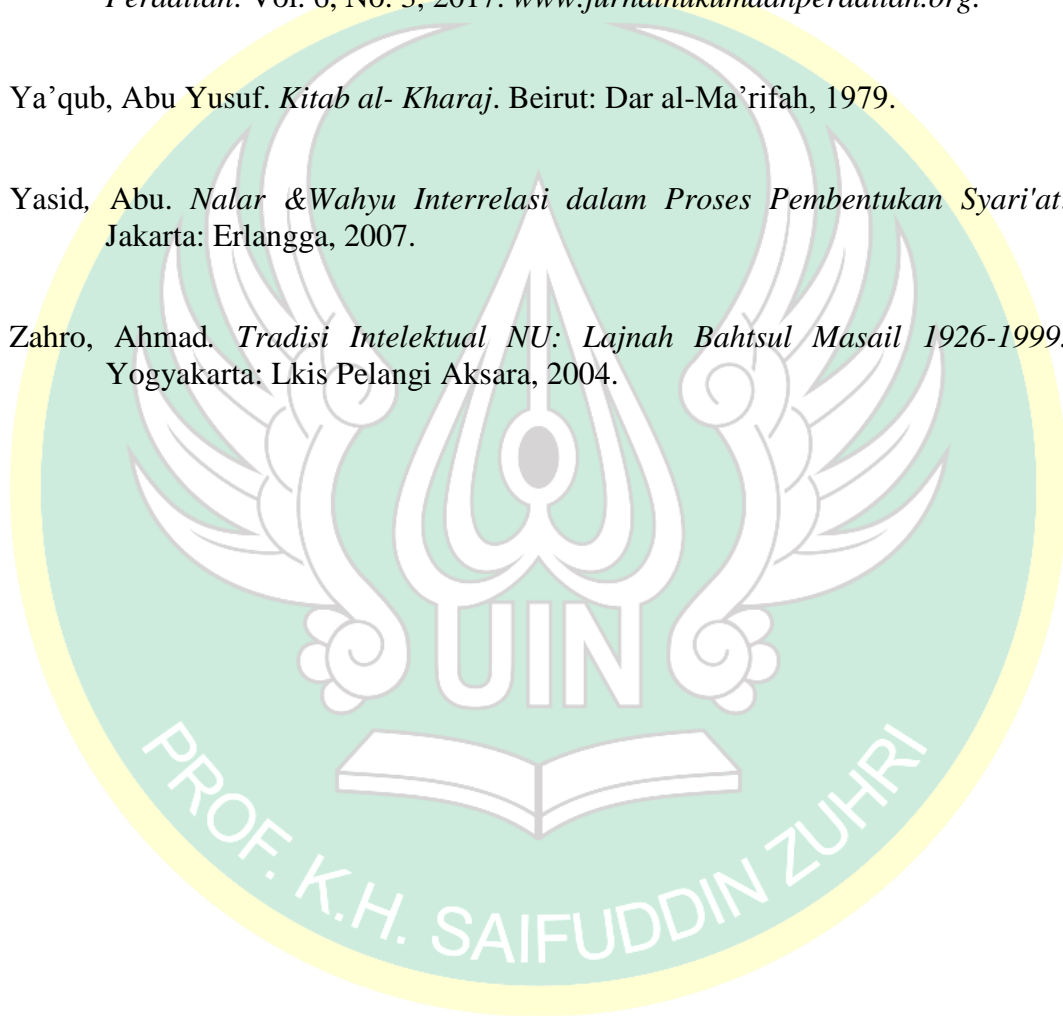 Peradilan. Vol. 6, No. 3, 2017. www.jurnalhukumdanperadilan.org.
Ya’qub, Abu Yusuf. Kitab al- Kharaj. Beirut: Dar al-Ma’rifah, 1979.
Yasid, Abu. Nalar &Wahyu Interrelasi dalam Proses Pembentukan Syari'at.
Jakarta: Erlangga, 2007.
Zahro, Ahmad. Tradisi Intelektual NU: Lajnah Bahtsul Masail 1926-1999.
Yogyakarta: Lkis Pelangi Aksara, 2004.
UIN
PROF. K.H. SAIFUDDIN ZUHRI